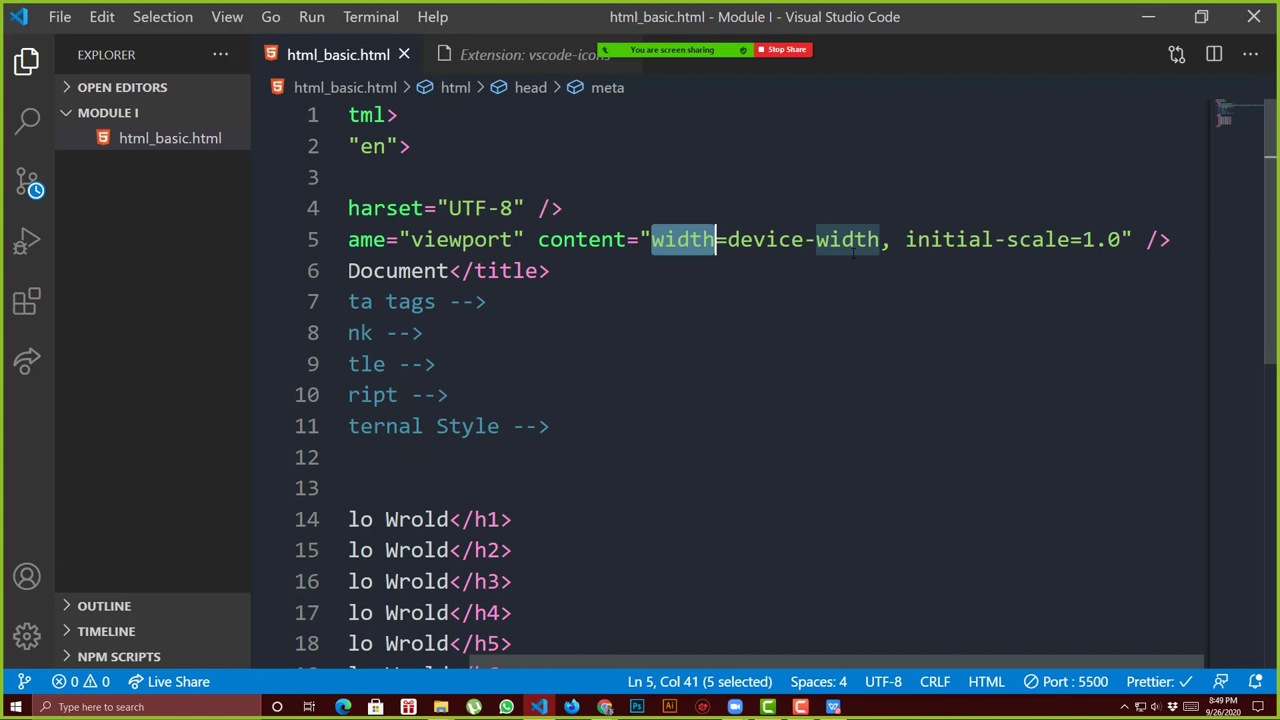 File Edit Selection View Go Run Terminal Help html_basic.html - Module I - Visual Studio Code
EXPLORER
html_basic.html
Extension: vscode-icons
You are screen sharing Stop Share
OPEN EDITORS
MODULE I
html_basic.html
html_basic.html html head meta
1 tml>
2 "en">
3
4 harset="UTF-8" />
5 ame="viewport" content="width=device-width, initial-scale=1.0" />
6 Document</title>
7 ta tags -->
8 nk -->
9 tle -->
10 ript -->
11 ternal Style -->
12
13
14 lo Wrold</h1>
15 lo Wrold</h2>
16 lo Wrold</h3>
17 lo Wrold</h4>
18 lo Wrold</h5>
OUTLINE
TIMELINE
NPM SCRIPTS
0 0 Live Share Ln 5, Col 41 (5 selected) Spaces: 4 UTF-8 CRLF HTML Port : 5500 Prettier: ✓
Type here to search
8:49 PM
9/26/2020